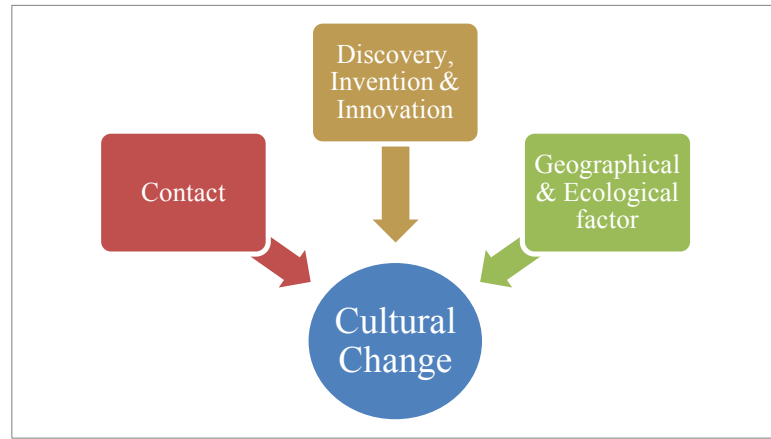 Discovery,
Invention &
Innovation
Contact
Geographical
& Ecological
factor
Cultural
Change